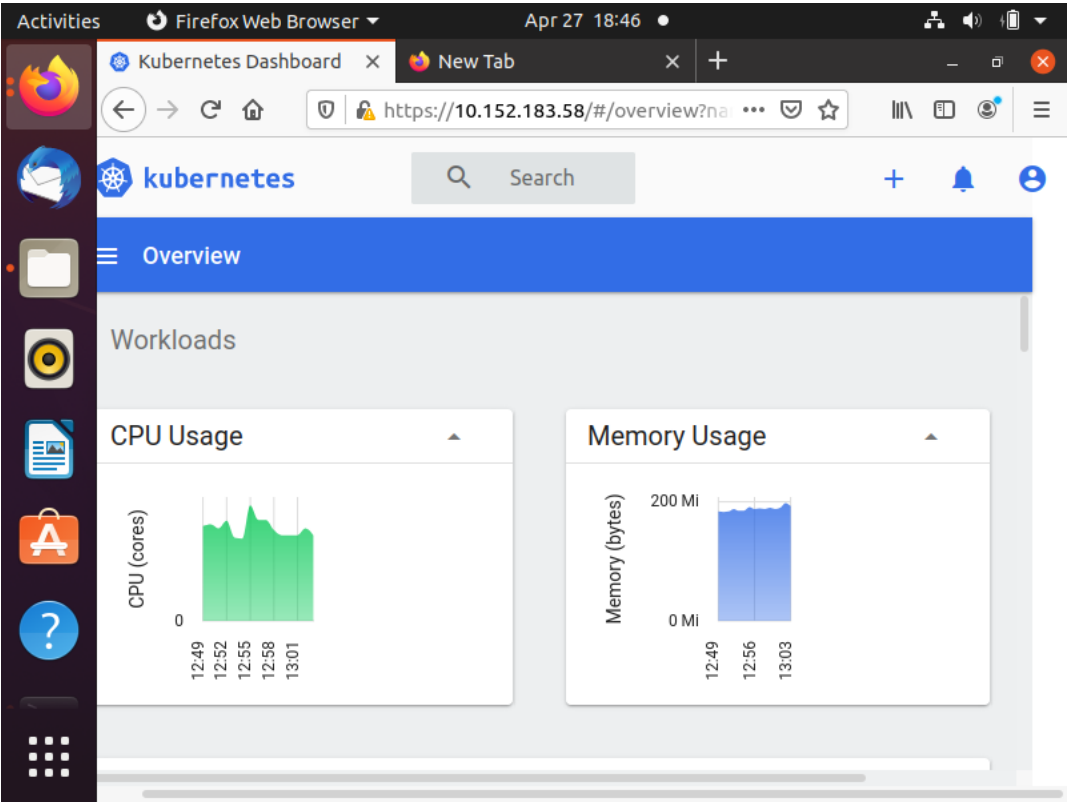 Activities Firefox Web Browser Apr 27 18:46
Kubernetes Dashboard New Tab
https://10.152.183.58/#/overview?na
kubernetes Search
Overview
Workloads
CPU Usage
CPU (cores)
0
12:49
12:52
12:55
12:58
13:01
Memory Usage
Memory (bytes)
200 Mi
0 Mi
12:49
12:56
13:03